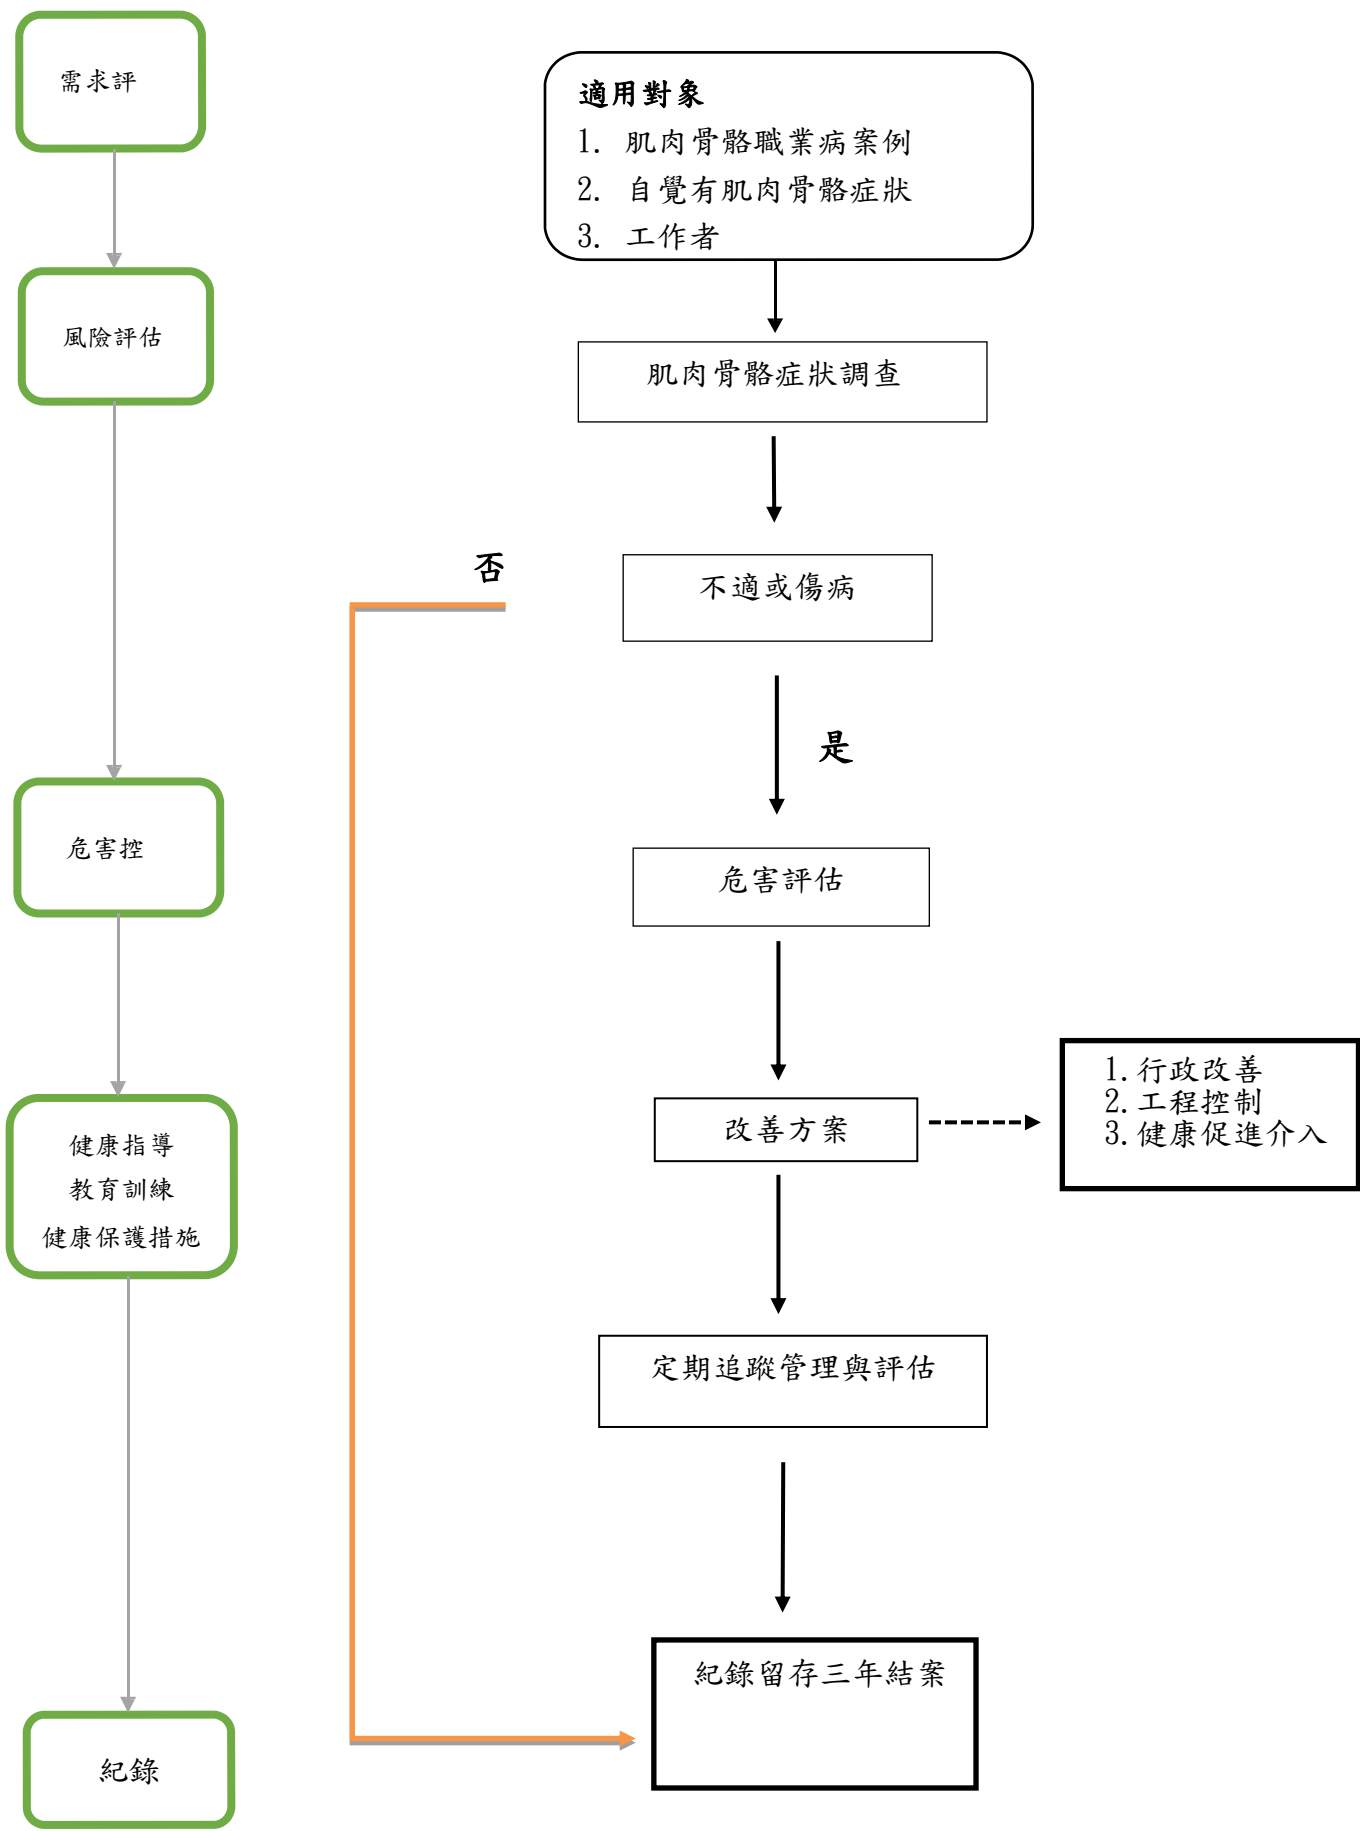 需求評
適用對象
1. 肌肉骨骼職業病案例
2. 自覺有肌肉骨骼症狀
3. 工作者
風險評估
肌肉骨骼症狀調查
否
不適或傷病
是
危害控
危害評估
1.行政改善
2.工程控制
3.健康促進介入
改善方案
健康指導
教育訓練
健康保護措施
定期追蹤管理與評估
紀錄留存三年結案
紀錄